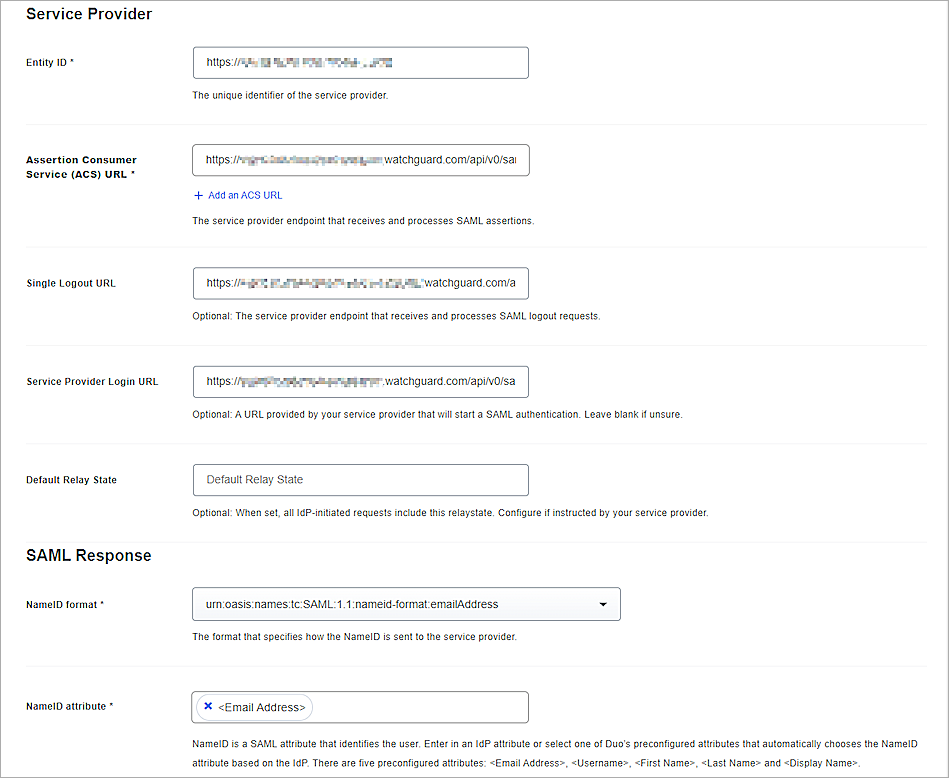 Service Provider
Entity ID *
https://
The unique identifier of the service provider.
Assertion Consumer
Service (ACS) URL *
https:// .watchguard.com/api/v0/sai
+ Add an ACS URL
The service provider endpoint that receives and processes SAML assertions.
Single Logout URL
https:// watchguard.com/a
Optional: The service provider endpoint that receives and processes SAML logout requests.
Service Provider Login URL
https:// .watchguard.com/api/v0/sa
Optional: A URL provided by your service provider that will start a SAML authentication. Leave blank if unsure.
Default Relay State
Default Relay State
Optional: When set, all IdP-initiated requests include this relaystate. Configure if instructed by your service provider.
SAML Response
NameID format *
urn:oasis:names:tc:SAML:1.1:nameid-format:emailAddress
The format that specifies how the NameID is sent to the service provider.
NameID attribute *
× <Email Address>
NameID is a SAML attribute that identifies the user. Enter in an IdP attribute or select one of Duo's preconfigured attributes that automatically chooses the NameID
attribute based on the IdP. There are five preconfigured attributes: <Email Address>, <Username>, <First Name>, <Last Name> and <Display Name>.